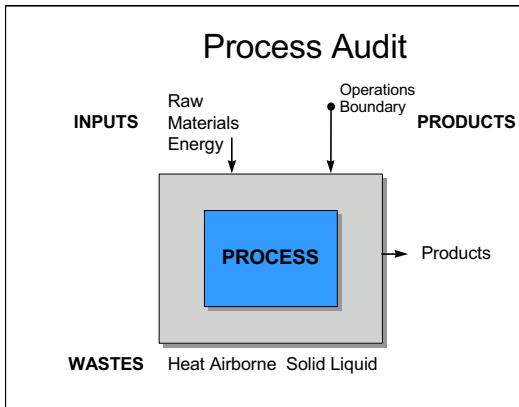 Process Audit
Operations
Boundary
INPUTS
Raw
Materials
Energy
PRODUCTS
PROCESS
Products
WASTES Heat Airborne Solid Liquid